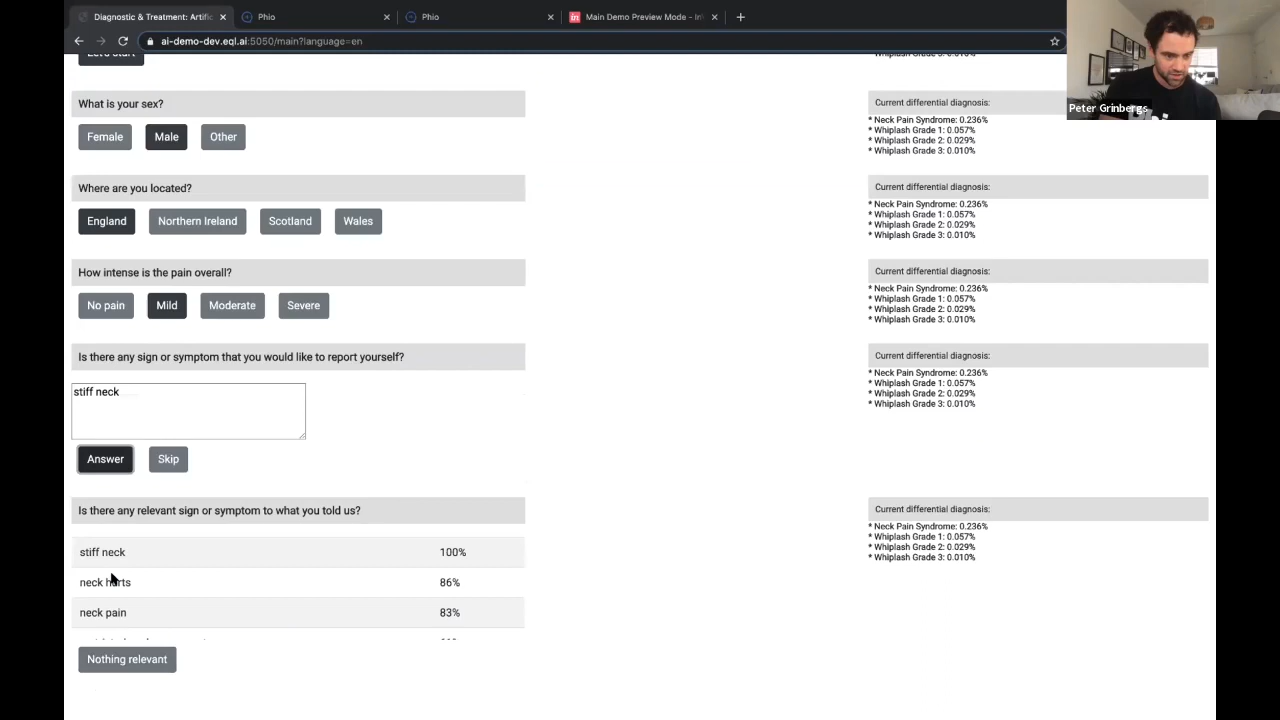 Diagnostic & Treatment: Artific
Phio
Phio
Main Demo Preview Mode - In
ai-demo-dev.eql.ai:5050/main?language=en
Peter Grinbergs
Let's start
* Whiplash Grade 3: 0.010%
What is your sex?
Female Male Other
Current differential diagnosis:
* Neck Pain Syndrome: 0.236%
* Whiplash Grade 1: 0.057%
* Whiplash Grade 2: 0.029%
* Whiplash Grade 3: 0.010%
Where are you located?
England Northern Ireland Scotland Wales
Current differential diagnosis:
* Neck Pain Syndrome: 0.236%
* Whiplash Grade 1: 0.057%
* Whiplash Grade 2: 0.029%
* Whiplash Grade 3: 0.010%
How intense is the pain overall?
No pain Mild Moderate Severe
Current differential diagnosis:
* Neck Pain Syndrome: 0.236%
* Whiplash Grade 1: 0.057%
* Whiplash Grade 2: 0.029%
* Whiplash Grade 3: 0.010%
Is there any sign or symptom that you would like to report yourself?
stiff neck
Answer Skip
Current differential diagnosis:
* Neck Pain Syndrome: 0.236%
* Whiplash Grade 1: 0.057%
* Whiplash Grade 2: 0.029%
* Whiplash Grade 3: 0.010%
Is there any relevant sign or symptom to what you told us?
stiff neck 100%
neck hurts 86%
neck pain 83%
Nothing relevant
Current differential diagnosis:
* Neck Pain Syndrome: 0.236%
* Whiplash Grade 1: 0.057%
* Whiplash Grade 2: 0.029%
* Whiplash Grade 3: 0.010%